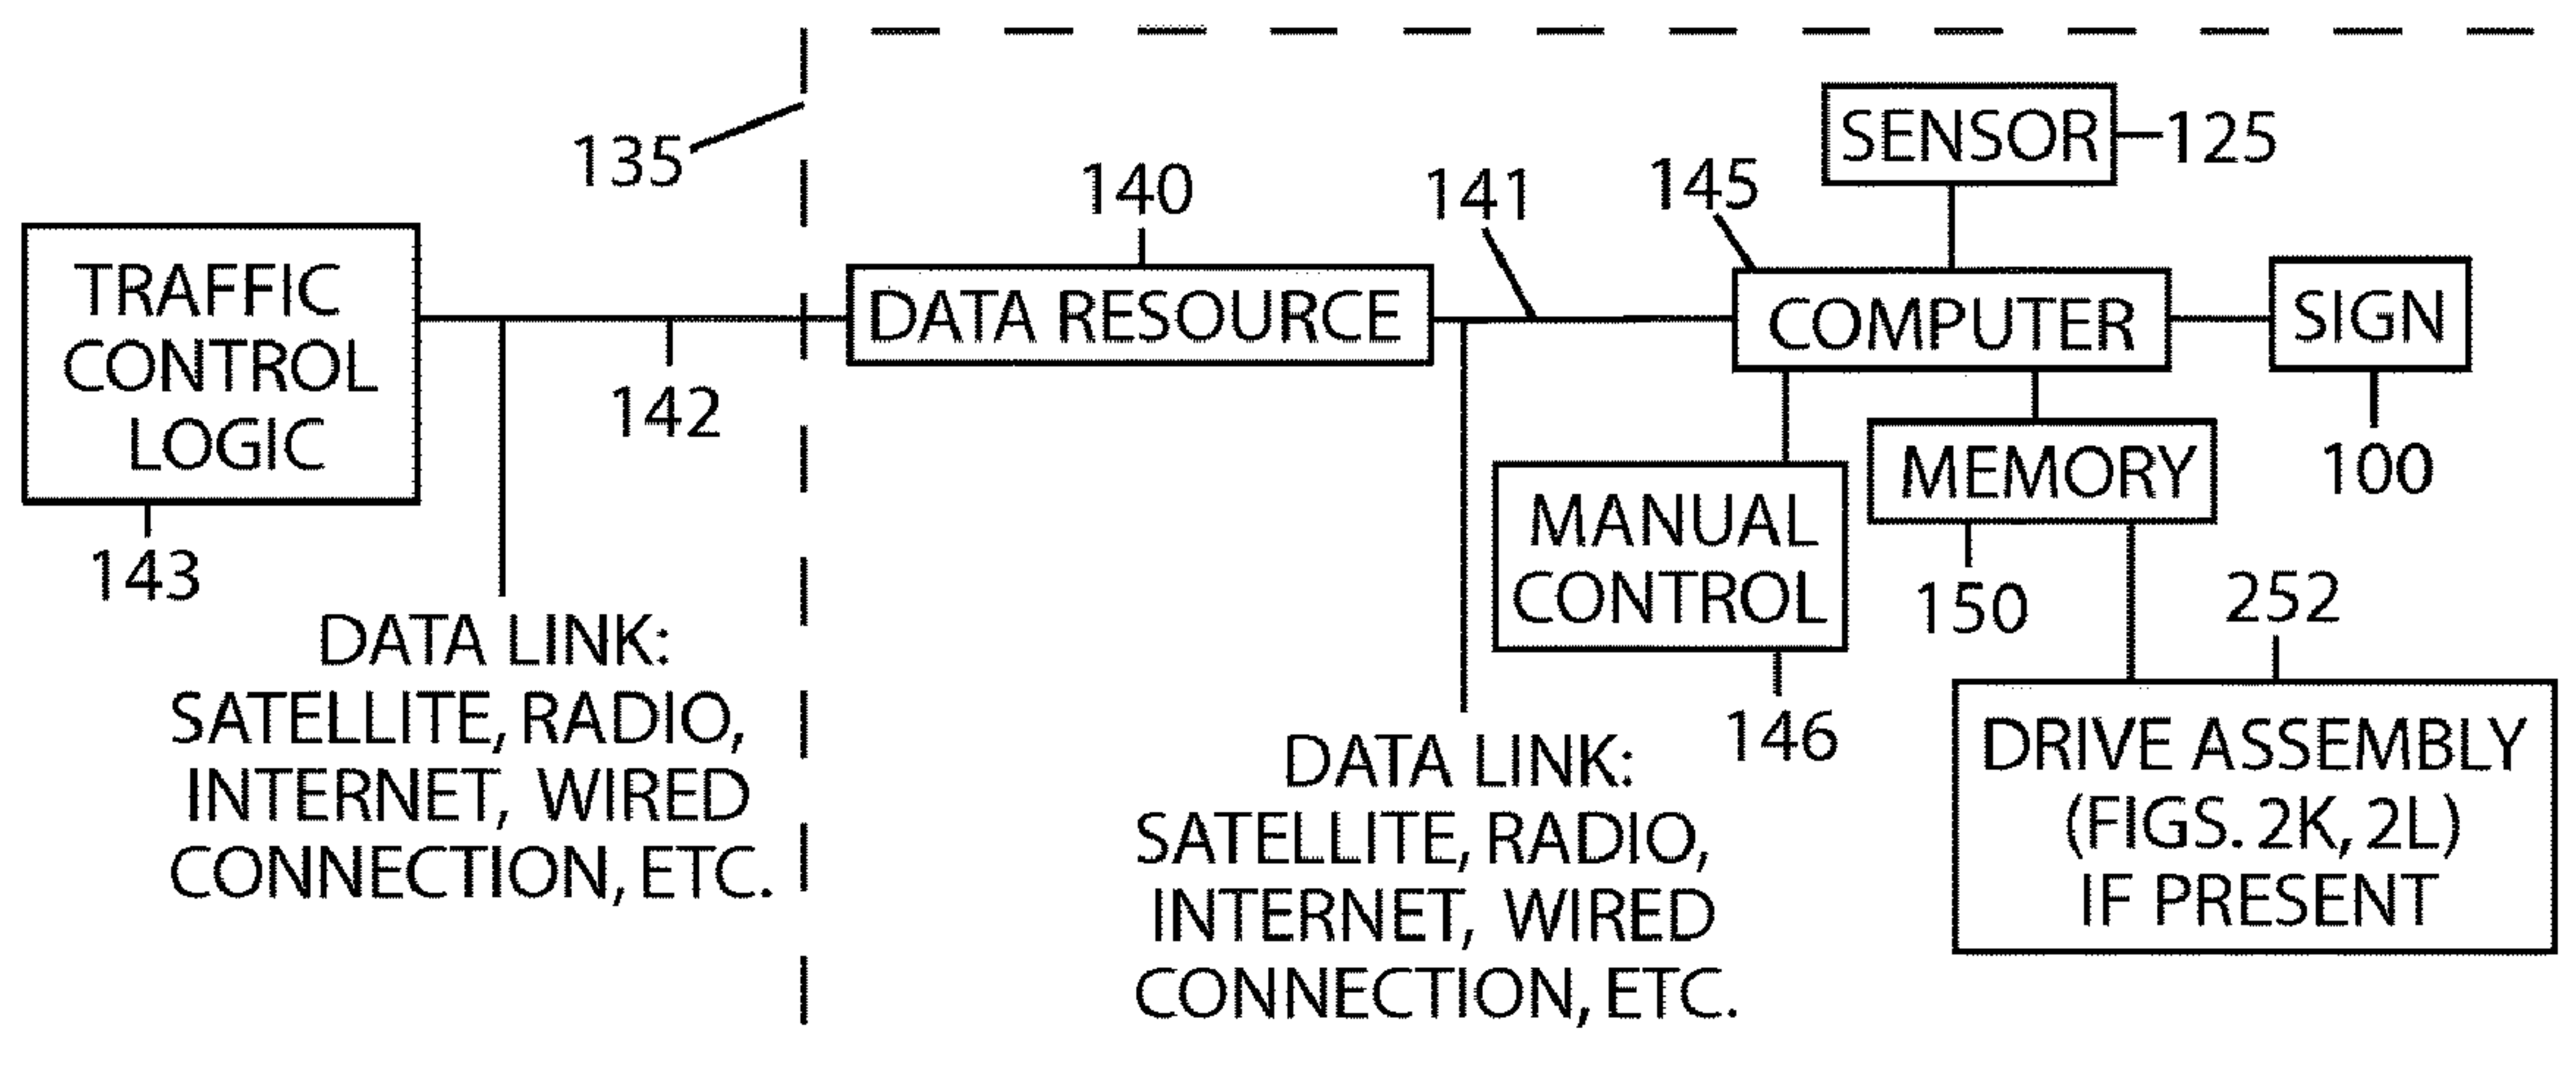 135
140
141
145
SENSOR
125
TRAFFIC
CONTROL
LOGIC
143
142
DATA RESOURCE
COMPUTER
SIGN
100
MANUAL
CONTROL
146
MEMORY
150
252
DRIVE ASSEMBLY
(FIGS. 2K, 2L)
IF PRESENT
DATA LINK:
SATELLITE, RADIO,
INTERNET, WIRED
CONNECTION, ETC.
DATA LINK:
SATELLITE, RADIO,
INTERNET, WIRED
CONNECTION, ETC.